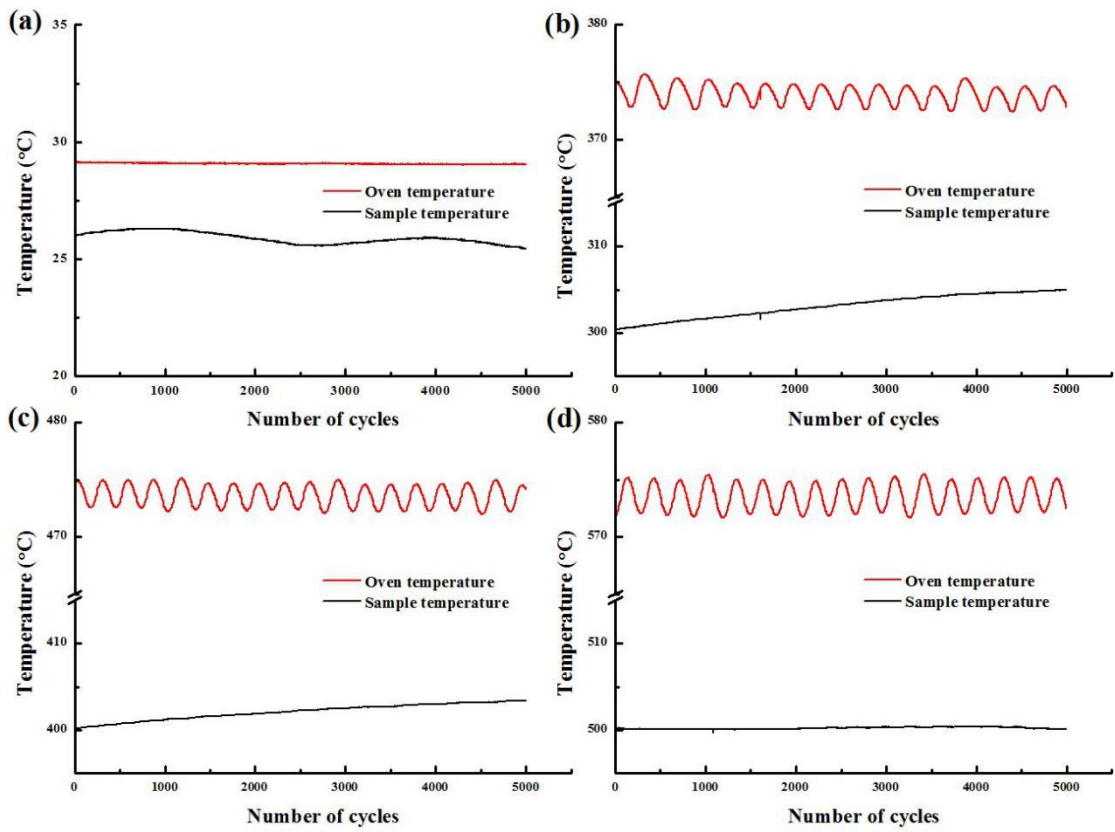 (a)
35
30
25
20
Temperature (°C)
Oven temperature
Sample temperature
0 1000 2000 3000 4000 5000
Number of cycles
(b)
380
370
310
300
Temperature (°C)
Oven temperature
Sample temperature
0 1000 2000 3000 4000 5000
Number of cycles
(c)
480
470
410
400
Temperature (°C)
Oven temperature
Sample temperature
0 1000 2000 3000 4000 5000
Number of cycles
(d)
580
570
510
500
Temperature (°C)
Oven temperature
Sample temperature
0 1000 2000 3000 4000 5000
Number of cycles